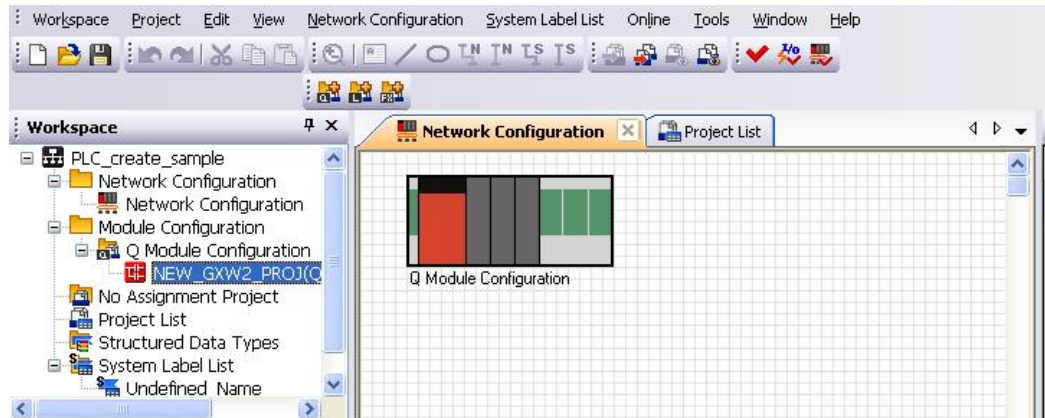 Workspace Project Edit View Network Configuration System Label List Online Tools Window Help
Workspace
Network Configuration Project List
PLC_create_sample
Network Configuration
Network Configuration
Module Configuration
Q Module Configuration
NEW_GXW2_PROJ(Q
No Assignment Project
Project List
Structured Data Types
System Label List
Undefined_Name
Q Module Configuration